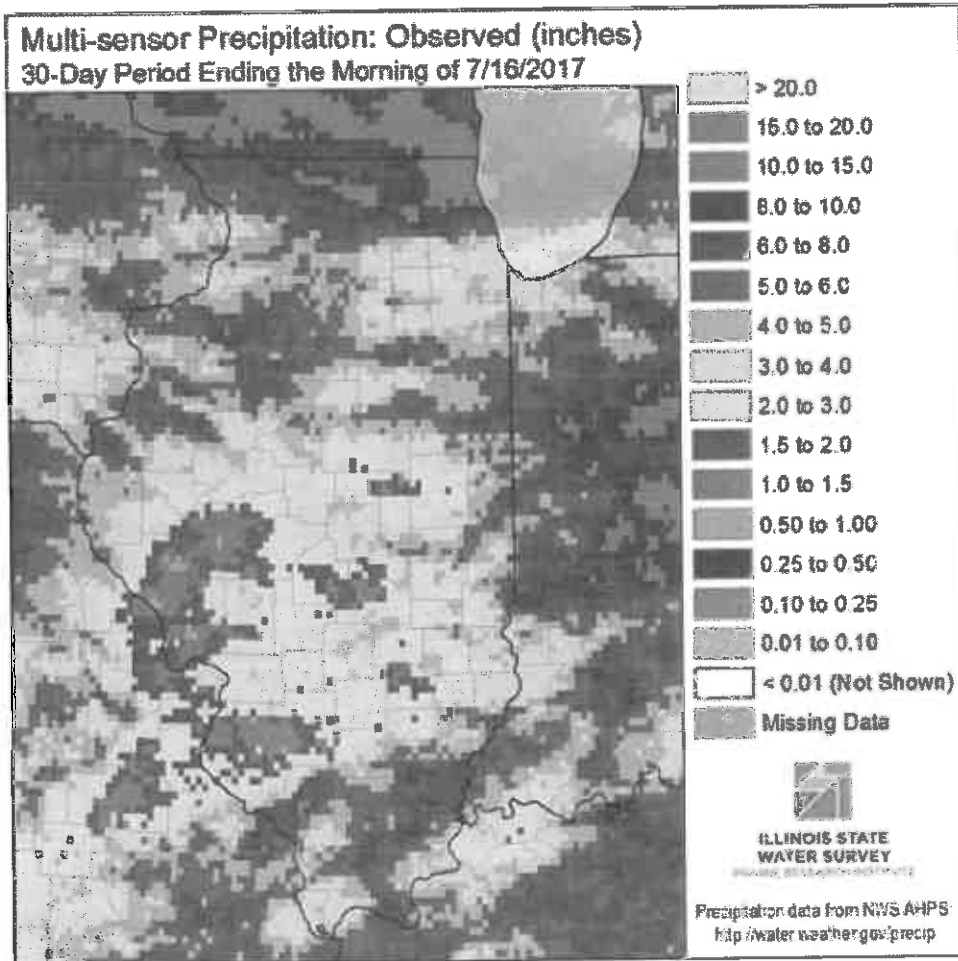 Multi-sensor Precipitation: Observed (inches)
30-Day Period Ending the Morning of 7/16/2017
> 20.0
15.0 to 20.0
10.0 to 15.0
8.0 to 10.0
6.0 to 8.0
5.0 to 6.0
4.0 to 5.0
3.0 to 4.0
2.0 to 3.0
1.5 to 2.0
1.0 to 1.5
0.50 to 1.00
0.25 to 0.50
0.10 to 0.25
0.01 to 0.10
< 0.01 (Not Shown)
Missing Data
ILLINOIS STATE
WATER SURVEY
PRAIRIE RESEARCH INSTITUTE
Precipitation data from NWS AHPS
http://water.weather.gov/precip